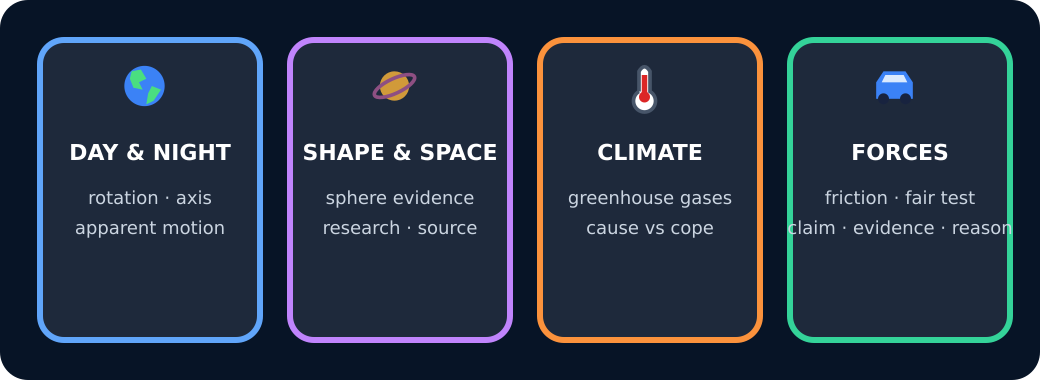 DAY & NIGHT
rotation · axis
apparent motion
SHAPE & SPACE
sphere evidence
research · source
CLIMATE
greenhouse gases
cause vs cope
FORCES
friction · fair test
claim · evidence · reason